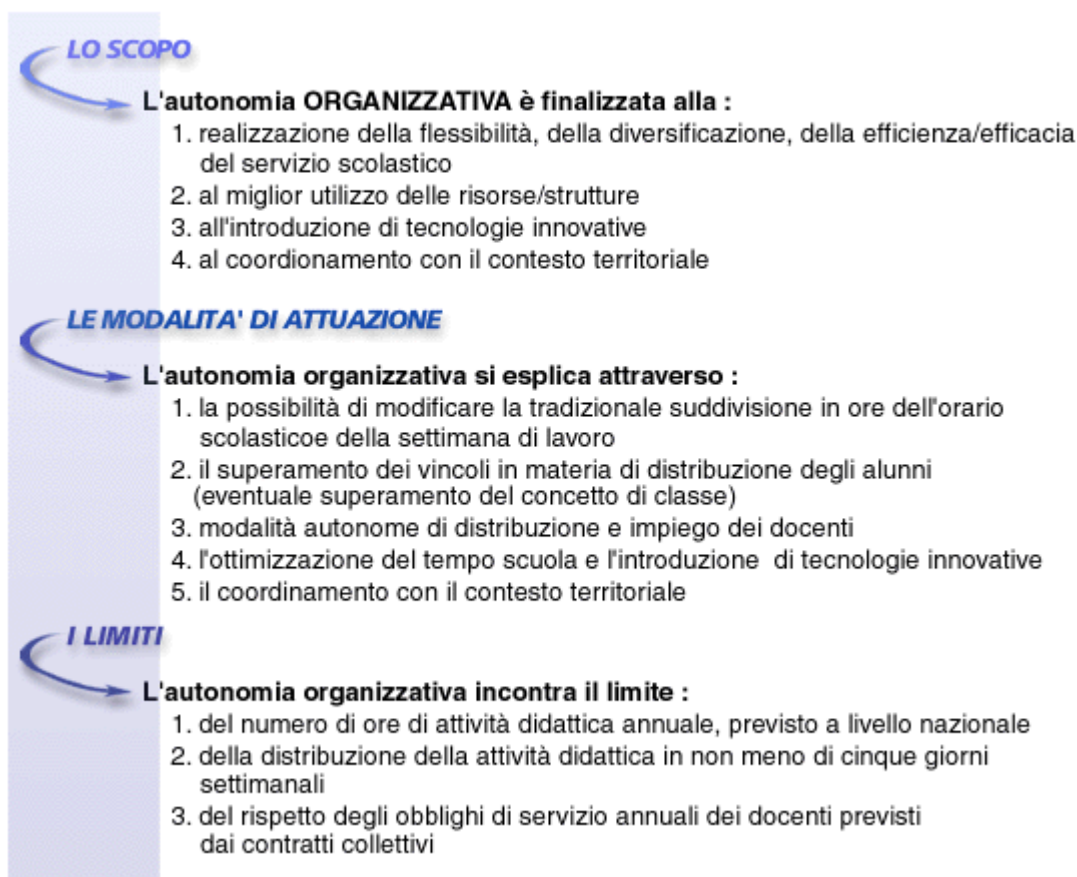 LO SCOPO
L'autonomia ORGANIZZATIVA è finalizzata alla :
1. realizzazione della flessibilità, della diversificazione, della efficienza/efficacia
del servizio scolastico
2. al miglior utilizzo delle risorse/strutture
3. all'introduzione di tecnologie innovative
4. al coordionamento con il contesto territoriale
LE MODALITA' DI ATTUAZIONE
L'autonomia organizzativa si esplica attraverso :
1. la possibilità di modificare la tradizionale suddivisione in ore dell'orario
scolasticoe della settimana di lavoro
2. il superamento dei vincoli in materia di distribuzione degli alunni
(eventuale superamento del concetto di classe)
3. modalità autonome di distribuzione e impiego dei docenti
4. l'ottimizzazione del tempo scuola e l'introduzione di tecnologie innovative
5. il coordinamento con il contesto territoriale
I LIMITI
L'autonomia organizzativa incontra il limite :
1. del numero di ore di attività didattica annuale, previsto a livello nazionale
2. della distribuzione della attività didattica in non meno di cinque giorni
settimanali
3. del rispetto degli obblighi di servizio annuali dei docenti previsti
dai contratti collettivi